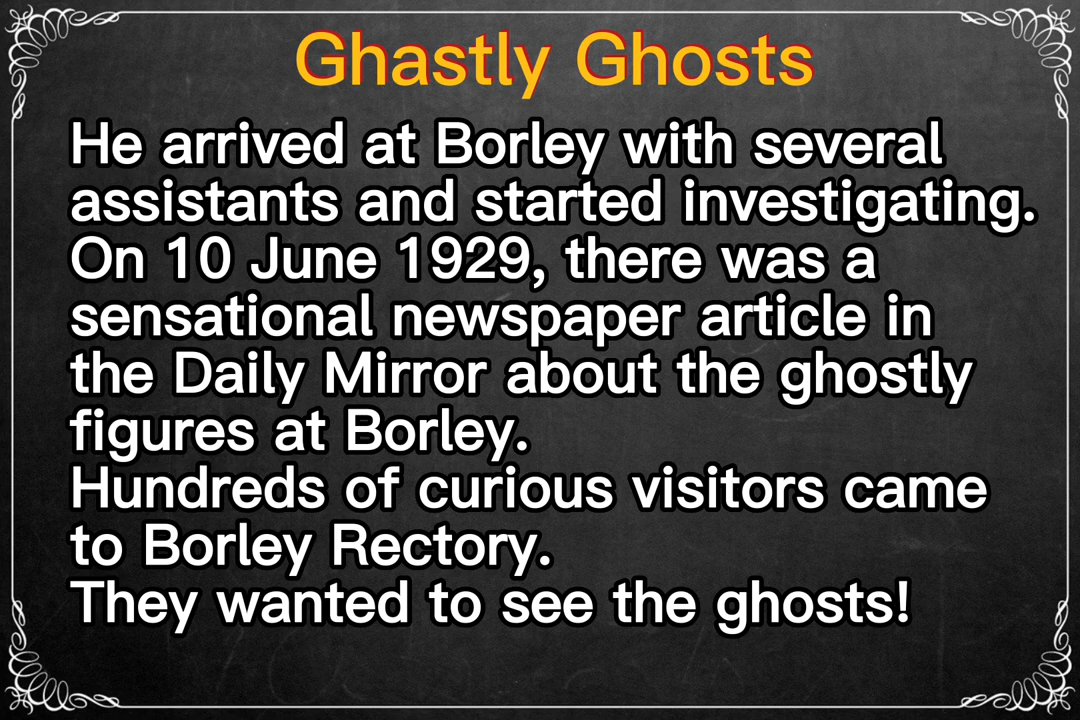 Ghastly Ghosts
He arrived at Borley with several
assistants and started investigating.
On 10 June 1929, there was a
sensational newspaper article in
the Daily Mirror about the ghostly
figures at Borley.
Hundreds of curious visitors came
to Borley Rectory.
They wanted to see the ghosts!